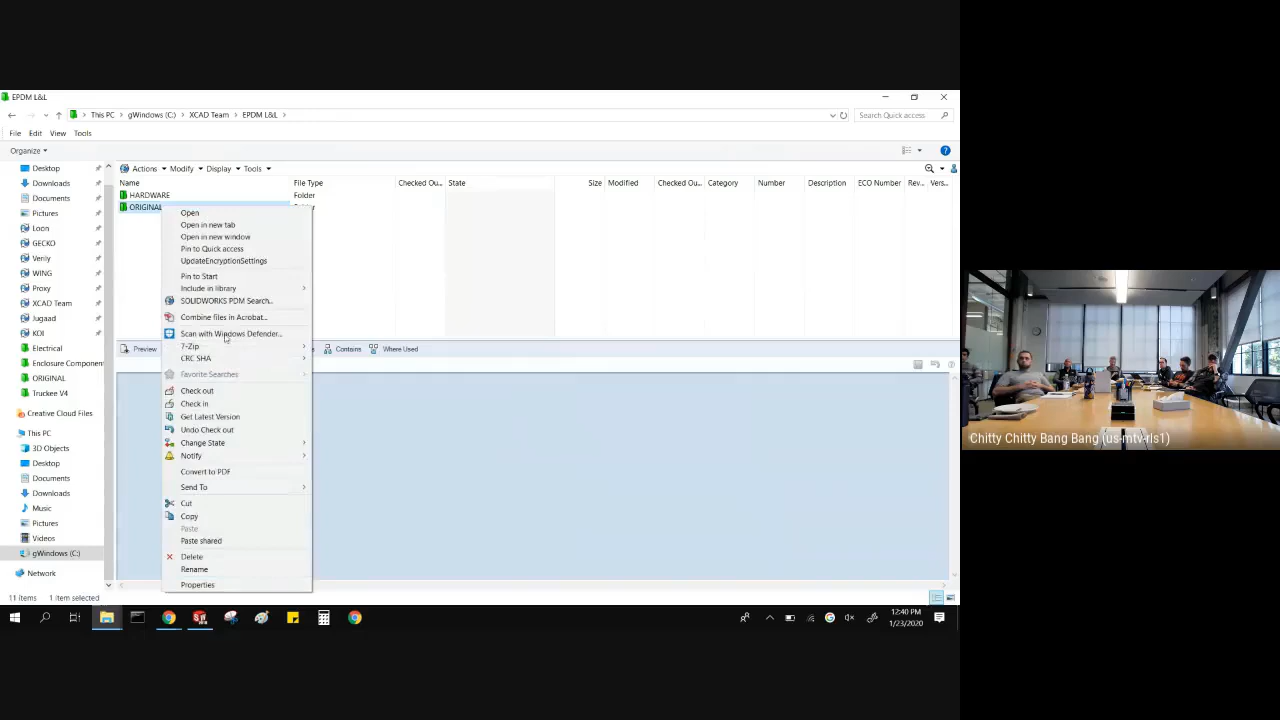 EPDM L&L
This PC > gWindows (C:) > XCAD Team > EPDM L&L >
Search Quick access
File Edit View Tools
Organize
Desktop
Downloads
Documents
Pictures
Loon
GECKO
Verily
WING
Proxy
XCAD Team
Jugaad
KOI
Electrical
Enclosure Component
ORIGINAL
Truckee V4
Creative Cloud Files
This PC
3D Objects
Desktop
Documents
Downloads
Music
Pictures
Videos
gWindows (C:)
Network
Actions Modify Display Tools
Name File Type Checked Ou... State Size Modified Checked Ou... Category Number Description ECO Number Rev... Vers...
HARDWARE Folder
ORIGINAL
Open
Open in new tab
Open in new window
Pin to Quick access
UpdateEncryptionSettings
Pin to Start
Include in library
SOLIDWORKS PDM Search...
Combine files in Acrobat...
Scan with Windows Defender...
7-Zip
CRC SHA
Favorite Searches
Check out
Check in
Get Latest Version
Undo Check out
Change State
Notify
Convert to PDF
Send To
Cut
Copy
Paste
Paste shared
Delete
Rename
Properties
Preview Contains Where Used
11 items 1 item selected
12:40 PM
1/23/2020
Chitty Chitty Bang Bang (us-mtv-rls1)